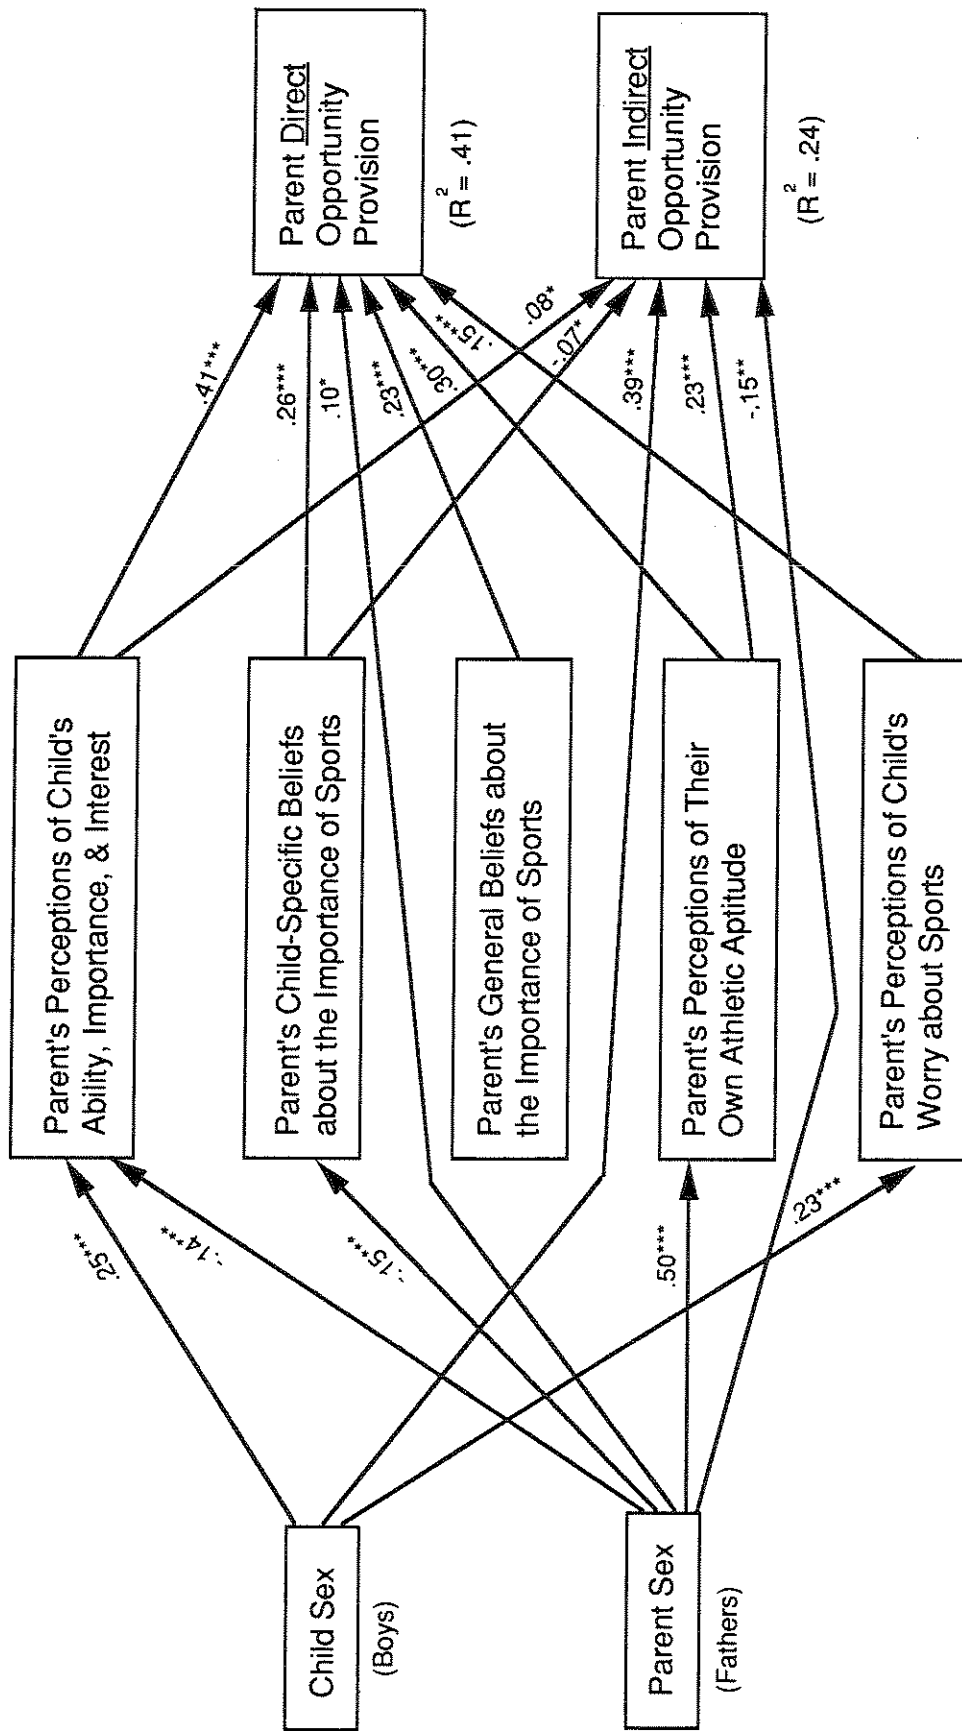 Child Sex
(Boys)
Parent Sex
(Fathers)
.25***
-.14***
-.15***
.50***
.23***
Parent's Perceptions of Child's
Ability, Importance, & Interest
Parent's Child-Specific Beliefs
about the Importance of Sports
Parent's General Beliefs about
the Importance of Sports
Parent's Perceptions of Their
Own Athletic Aptitude
Parent's Perceptions of Child's
Worry about Sports
.41***
.26***
.10*
.23***
.30***
.15***
.08*
-.07*
.39***
.23***
-.15**
Parent Direct
Opportunity
Provision
(R² = .41)
Parent Indirect
Opportunity
Provision
(R² = .24)